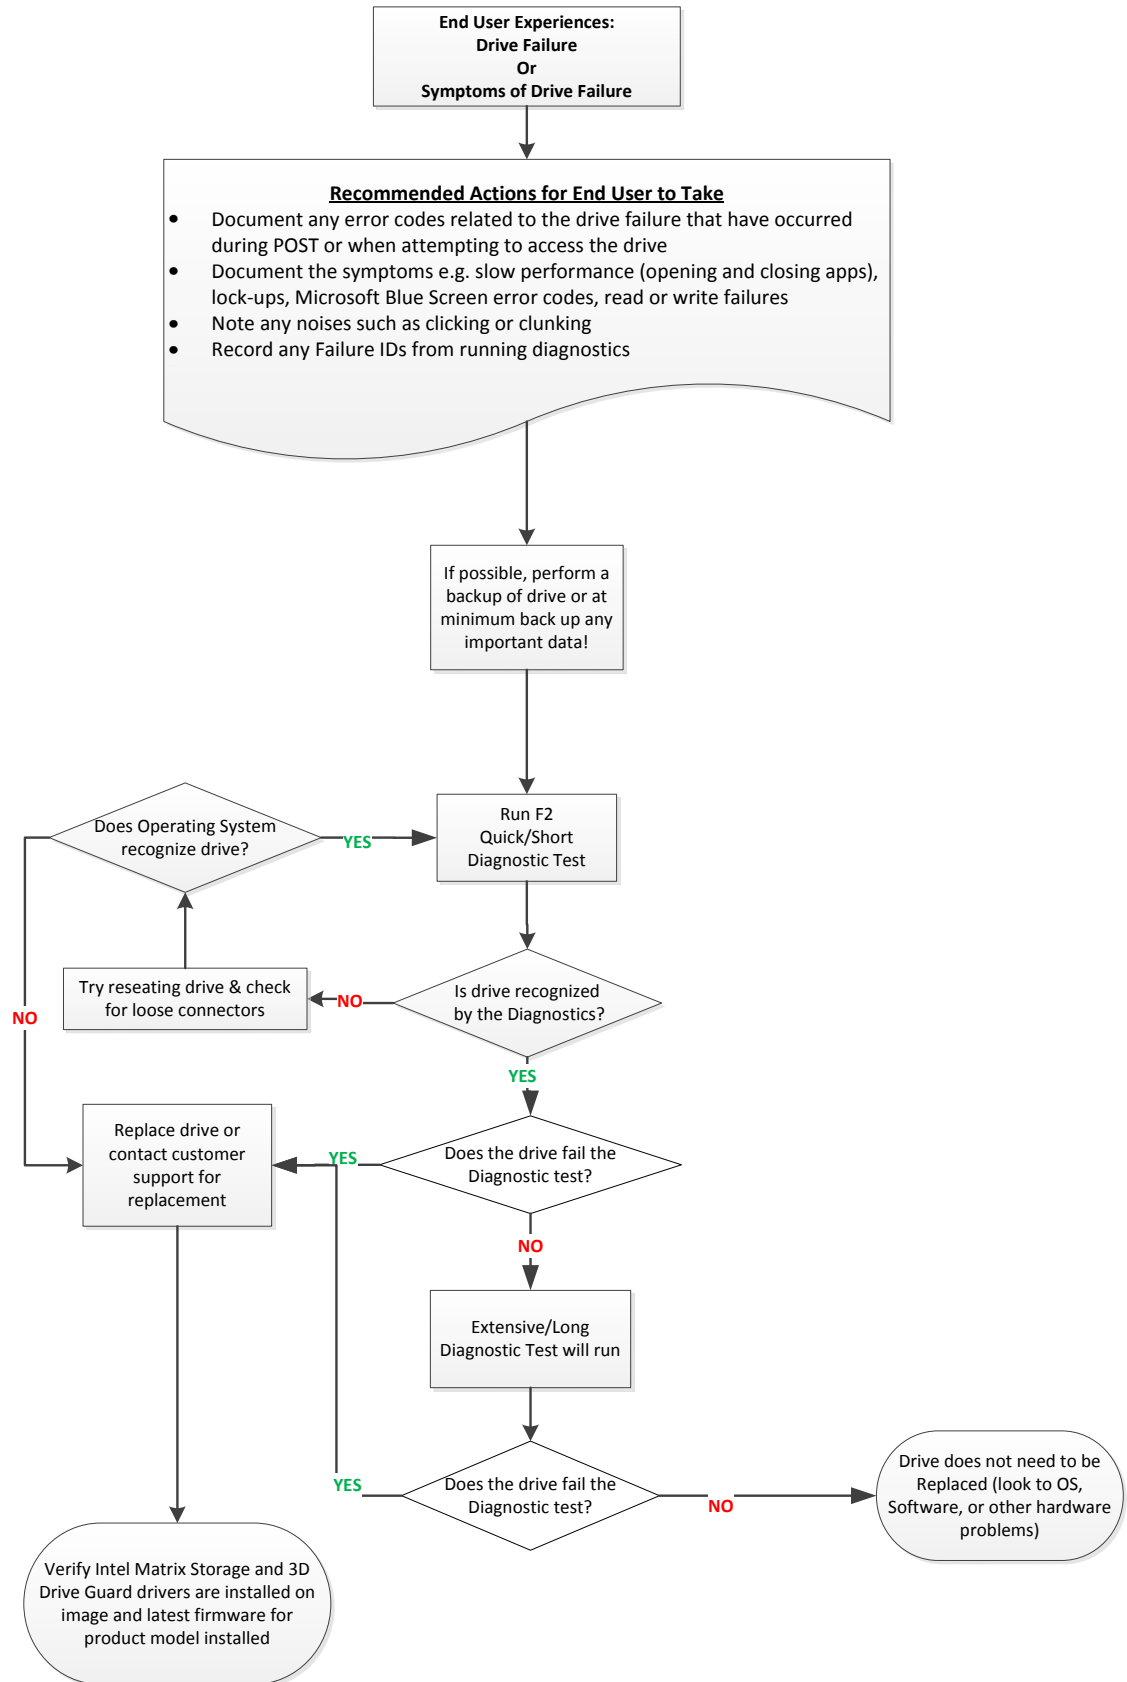 End User Experiences:
Drive Failure
Or
Symptoms of Drive Failure
Recommended Actions for End User to Take
• Document any error codes related to the drive failure that have occurred
during POST or when attempting to access the drive
• Document the symptoms e.g. slow performance (opening and closing apps),
lock-ups, Microsoft Blue Screen error codes, read or write failures
• Note any noises such as clicking or clunking
• Record any Failure IDs from running diagnostics
If possible, perform a
backup of drive or at
minimum back up any
important data!
Does Operating System
recognize drive?
YES
Run F2
Quick/Short
Diagnostic Test
Try reseating drive & check
for loose connectors
NO
Is drive recognized
by the Diagnostics?
NO
YES
Replace drive or
contact customer
support for
replacement
YES
Does the drive fail the
Diagnostic test?
NO
Extensive/Long
Diagnostic Test will run
YES
Does the drive fail the
Diagnostic test?
NO
Drive does not need to be
Replaced (look to OS,
Software, or other hardware
problems)
Verify Intel Matrix Storage and 3D
Drive Guard drivers are installed on
image and latest firmware for
product model installed